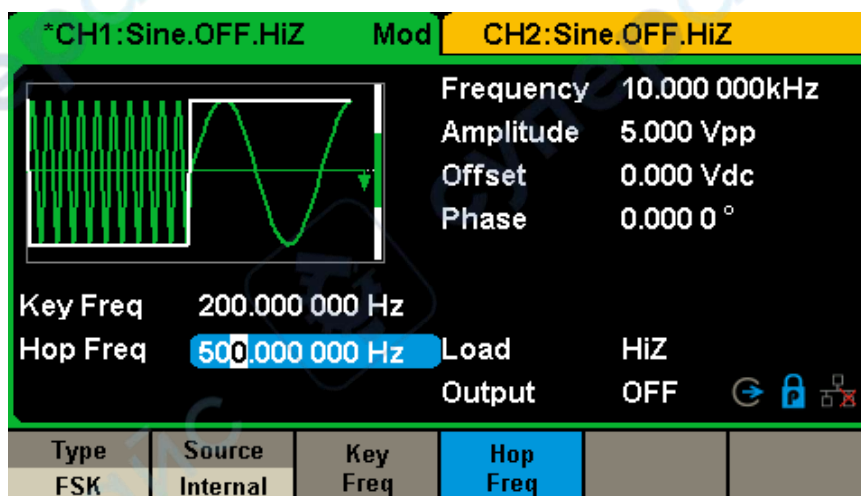 *CH1:Sine.OFF.HiZ Mod
CH2:Sine.OFF.HiZ
Frequency 10.000 000kHz
Amplitude 5.000 Vpp
Offset 0.000 Vdc
Phase 0.000 0°
Key Freq 200.000 000 Hz
Hop Freq 500.000 000 Hz
Load HiZ
Output OFF
Type
FSK
Source
Internal
Key
Freq
Hop
Freq